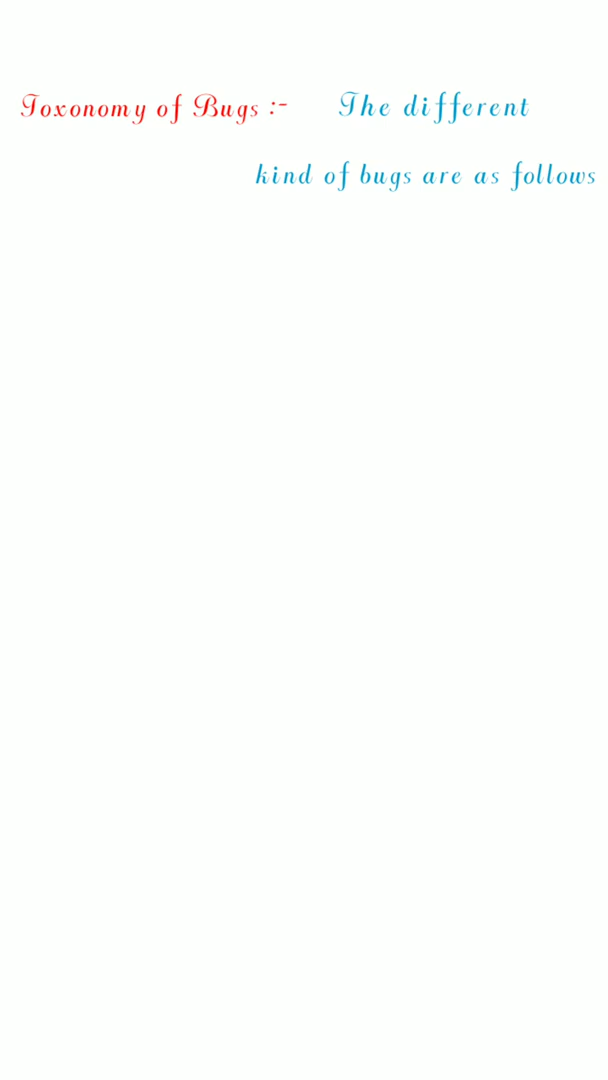 Toxonomy of Bugs :- The different
kind of bugs are as follows